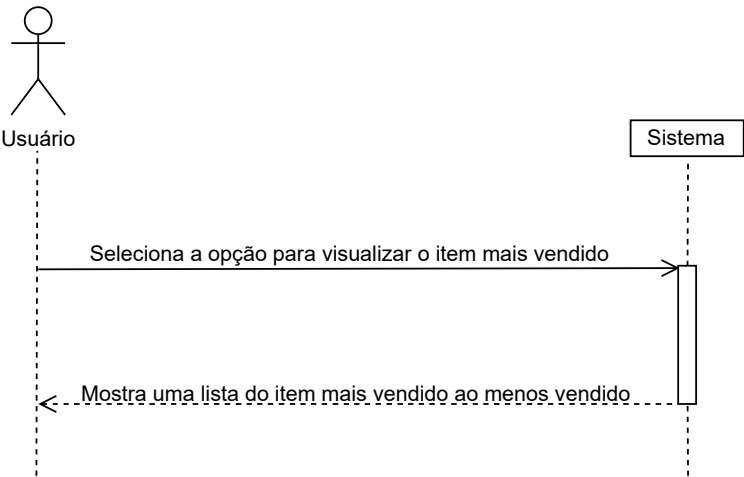 Usuário
Sistema
Seleciona a opção para visualizar o item mais vendido
Mostra uma lista do item mais vendido ao menos vendido